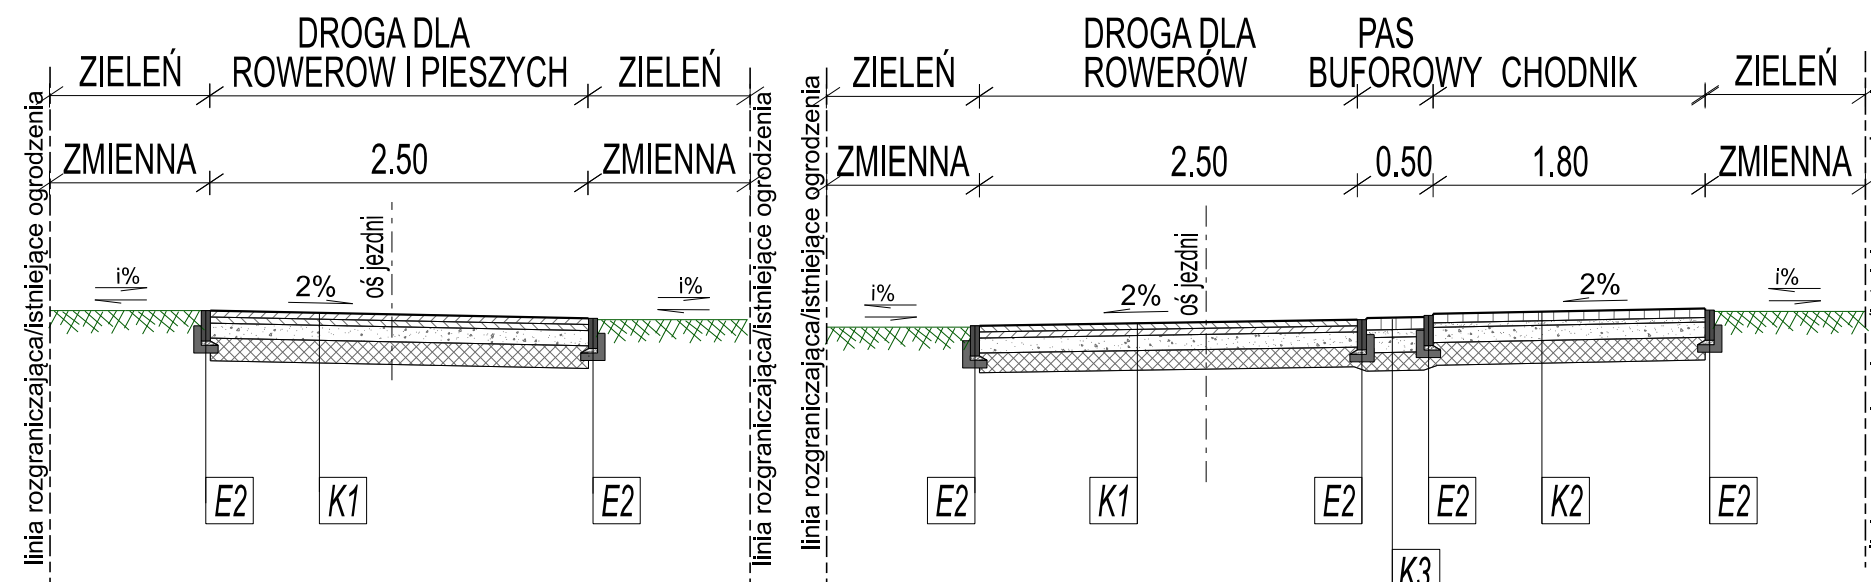 DROGA DLA
ZIELEŃ ROWEROW I PIESZYCH ZIELEŃ
ZMIENNA 2.50 ZMIENNA
linia rozgraniczająca/istniejące ogrodzenia
oś jezdni
linia rozgraniczająca/istniejące ogrodzenia
i% 2% i%
E2 K1 E2
DROGA DLA PAS
ZIELEŃ ROWERÓW BUFOROWY CHODNIK ZIELEŃ
ZMIENNA 2.50 0.50 1.80 ZMIENNA
linia rozgraniczająca/istniejące ogrodzenia
oś jezdni
i% 2% 2% i%
E2 K1 E2 E2 K2 E2
K3